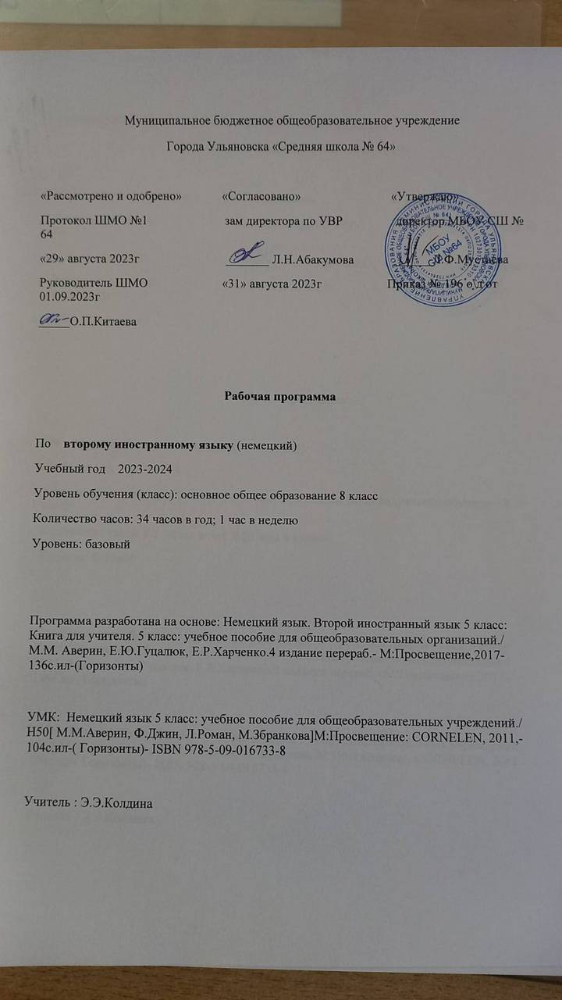 Муниципальное бюджетное общеобразовательное учреждение
Города Ульяновска «Средняя школа № 64»
«Рассмотрено и одобрено» «Согласовано» «Утверждаю»
Протокол ШМО №1 зам директора по УВР директор МБОУ СШ №
64
«29» августа 2023г Л.Н.Абакумова Ф.Мустаева
Руководитель ШМО «31» августа 2023г Приказ № 196 о/д от
01.09.2023г
О.П.Китаева
МБОУ
СШ №64
Рабочая программа
По второму иностранному языку (немецкий)
Учебный год 2023-2024
Уровень обучения (класс): основное общее образование 8 класс
Количество часов: 34 часов в год; 1 час в неделю
Уровень: базовый
Программа разработана на основе: Немецкий язык. Второй иностранный язык 5 класс:
Книга для учителя. 5 класс: учебное пособие для общеобразовательных организаций./
М.М. Аверин, Е.Ю.Гуцалюк, Е.Р.Харченко.4 издание перераб.- М:Просвещение,2017-
136с.ил-(Горизонты)
УМК: Немецкий язык 5 класс: учебное пособие для общеобразовательных учреждений./
Н50[ М.М.Аверин, Ф.Джин, Л.Роман, М.Збранкова]М:Просвещение: CORNELEN, 2011,-
104с.ил-( Горизонты)- ISBN 978-5-09-016733-8
Учитель : Э.Э.Колдина